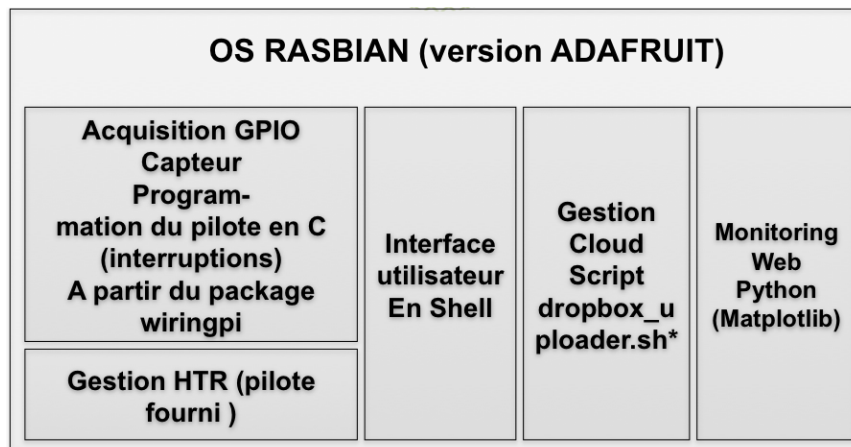 OS RASBIAN (version ADAFRUIT)
Acquisition GPIO
Capteur
Program-
mation du pilote en C
(interruptions)
A partir du package
wiringpi
Gestion HTR (pilote
fourni )
Interface
utilisateur
En Shell
Gestion
Cloud
Script
dropbox_u
ploader.sh*
Monitoring
Web
Python
(Matplotlib)